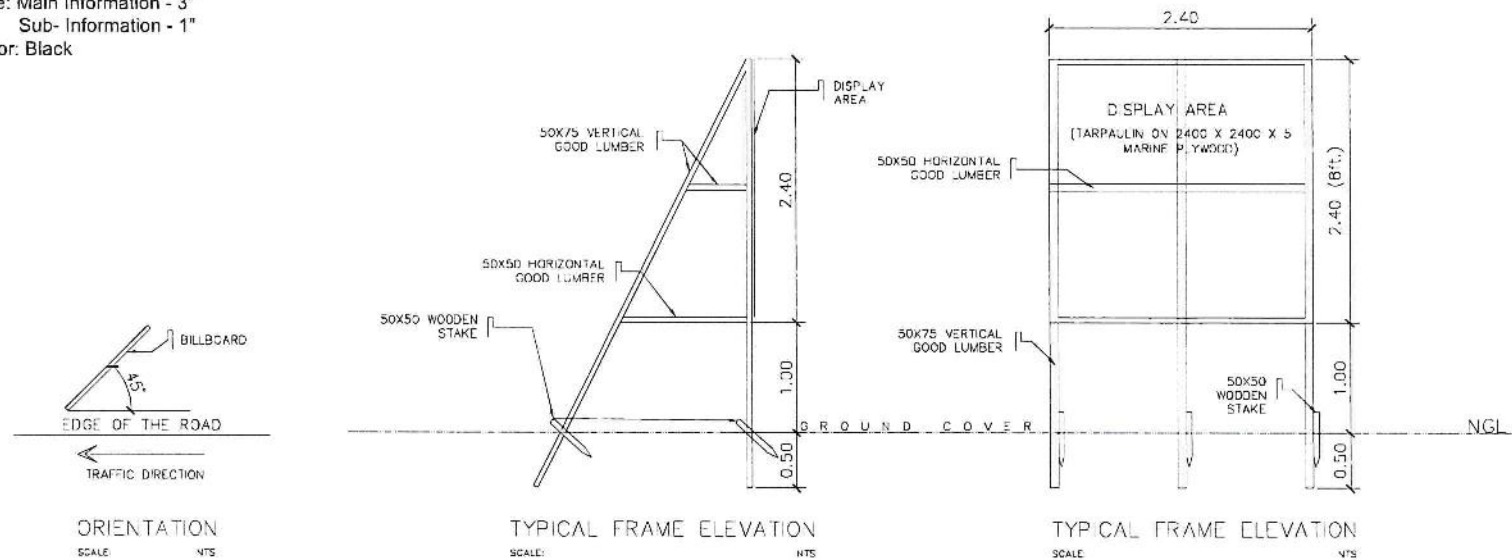 e: Main Information - 3"
Sub- Information - 1"
or: Black
BILLBOARD
45°
EDGE OF THE ROAD
TRAFFIC DIRECTION
ORIENTATION
SCALE: NTS
DISPLAY
AREA
50X75 VERTICAL
GOOD LUMBER
2.40
50X50 HORIZONTAL
GOOD LUMBER
50X50 WOODEN
STAKE
1.00
0.50
GROUND COVER
TYPICAL FRAME ELEVATION
SCALE: NTS
2.40
DISPLAY AREA
(TARPAULIN ON 2400 X 2400 X 5
MARINE PLYWOOD)
50X50 HORIZONTAL
GOOD LUMBER
2.40 (8ft.)
50X75 VERTICAL
GOOD LUMBER
50X50
WOODEN
STAKE
1.00
0.50
NGL
TYPICAL FRAME ELEVATION
SCALE NTS